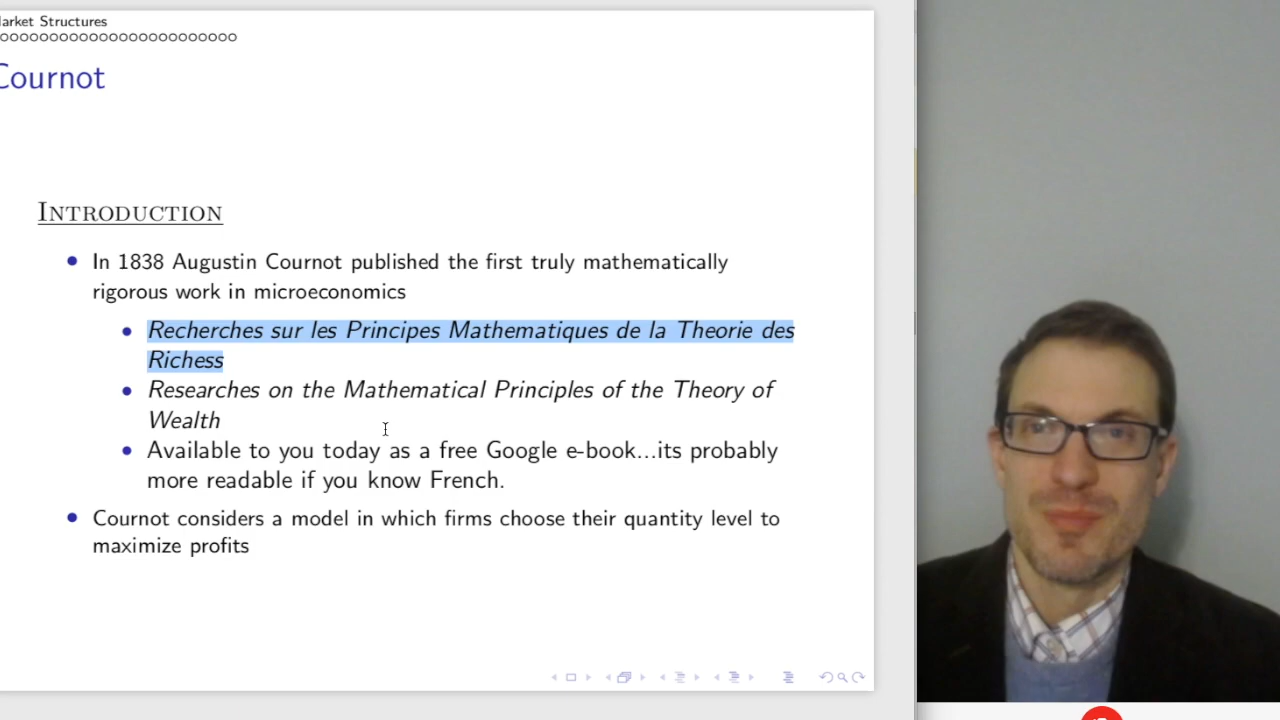 arket Structures
Cournot
Introduction
In 1838 Augustin Cournot published the first truly mathematically
rigorous work in microeconomics
Recherches sur les Principes Mathematiques de la Theorie des
Richess
Researches on the Mathematical Principles of the Theory of
Wealth
Available to you today as a free Google e-book...its probably
more readable if you know French.
Cournot considers a model in which firms choose their quantity level to
maximize profits